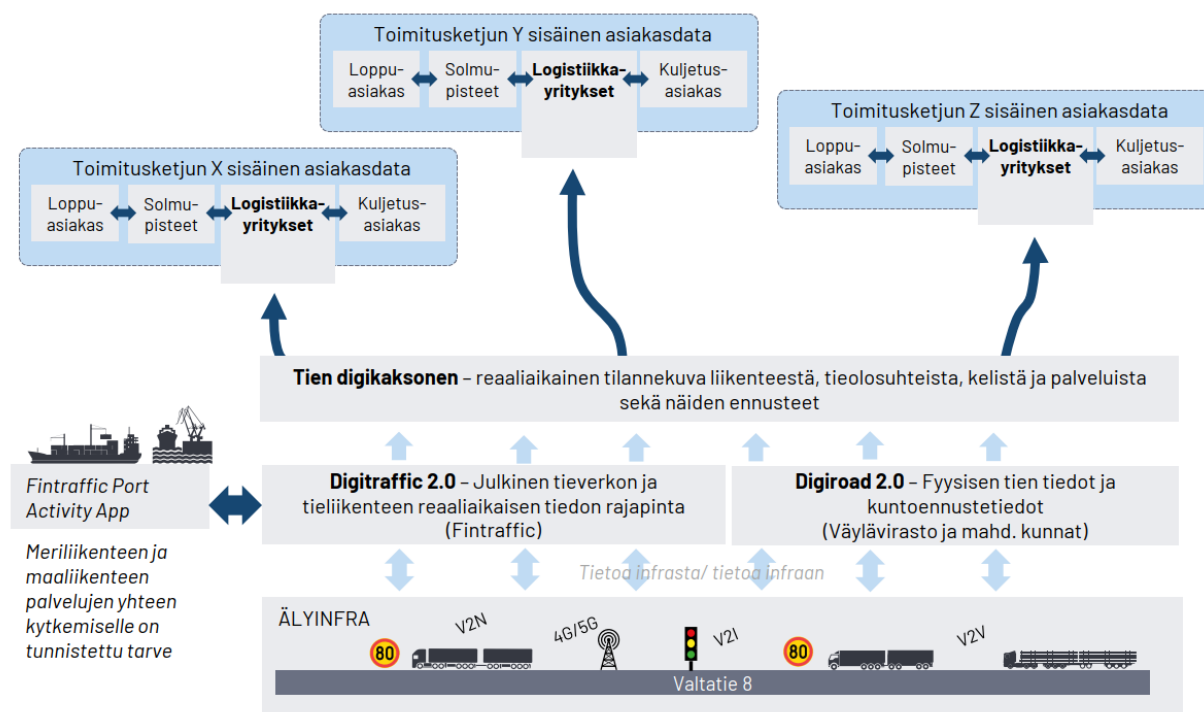 Toimitusketjun Y sisäinen asiakasdata
Loppu-
asiakas
Solmu-
pisteet
Logistiikka-
yritykset
Kuljetus-
asiakas
Toimitusketjun Z sisäinen asiakasdata
Loppu-
asiakas
Solmu-
pisteet
Logistiikka-
yritykset
Kuljetus-
asiakas
Toimitusketjun X sisäinen asiakasdata
Loppu-
asiakas
Solmu-
pisteet
Logistiikka-
yritykset
Kuljetus-
asiakas
Tien digikaksonen – reaaliaikainen tilannekuva liikenteestä, tieolosuhteista, kelistä ja palveluista
sekä näiden ennusteet
Fintraffic Port
Activity App
Meriliikenteen ja
maaliikenteen
palvelujen yhteen
kytkemiselle on
tunnistettu tarve
Digitraffic 2.0 – Julkinen tieverkon ja
tieliikenteen reaaliaikaisen tiedon rajapinta
(Fintraffic)
Digiroad 2.0 – Fyysisen tien tiedot ja
kuntoennustetiedot
(Väylävirasto ja mahd. kunnat)
Tietoa infrasta/ tietoa infraan
ÄLYINFRA
80
V2N
4G/5G
V2I
80
V2V
Valtatie 8